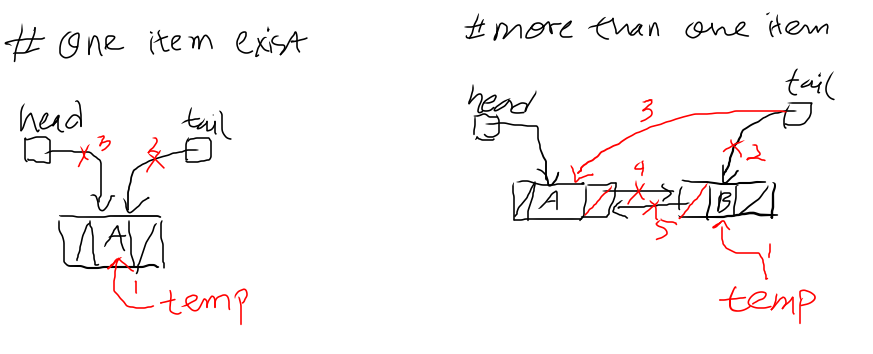 # one item exist
head
tail
3
2
A
1
temp
# more than one item
head
tail
3
2
4
A
B
5
1
temp